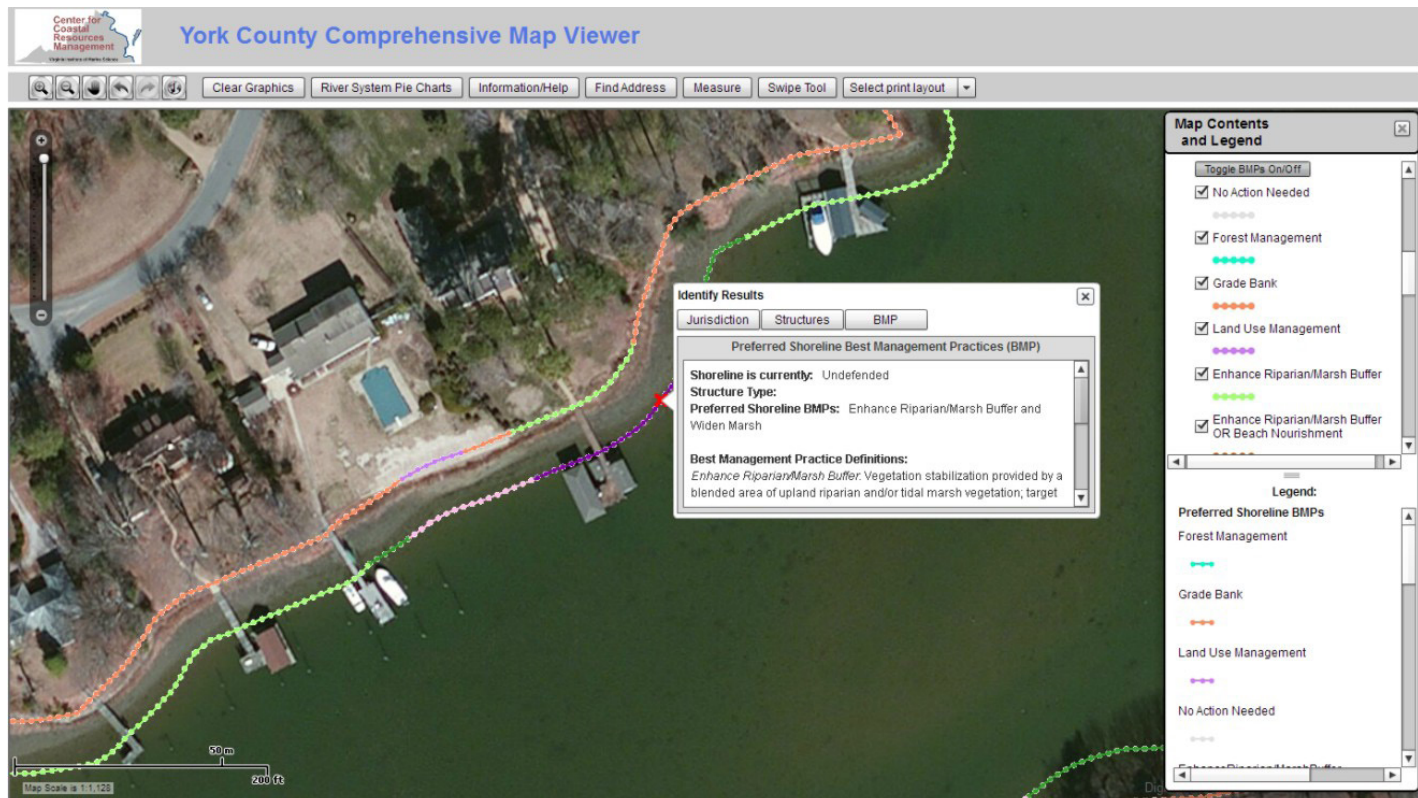 Center for
Coastal
Resources
Management
Virginia Institute of Marine Science
York County Comprehensive Map Viewer
Clear Graphics
River System Pie Charts
Information/Help
Find Address
Measure
Swipe Tool
Select print layout
Map Contents
and Legend
Toggle BMPs On/Off
No Action Needed
Forest Management
Grade Bank
Land Use Management
Enhance Riparian/Marsh Buffer
Enhance Riparian/Marsh Buffer
OR Beach Nourishment
Identify Results
Jurisdiction
Structures
BMP
Preferred Shoreline Best Management Practices (BMP)
Shoreline is currently: Undefended
Structure Type:
Preferred Shoreline BMPs: Enhance Riparian/Marsh Buffer and
Widen Marsh
Best Management Practice Definitions:
Enhance Riparian/Marsh Buffer: Vegetation stabilization provided by a
blended area of upland riparian and/or tidal marsh vegetation; target
Legend:
Preferred Shoreline BMPs
Forest Management
Grade Bank
Land Use Management
No Action Needed
50 m
200 ft
Map Scale is 1:1,128